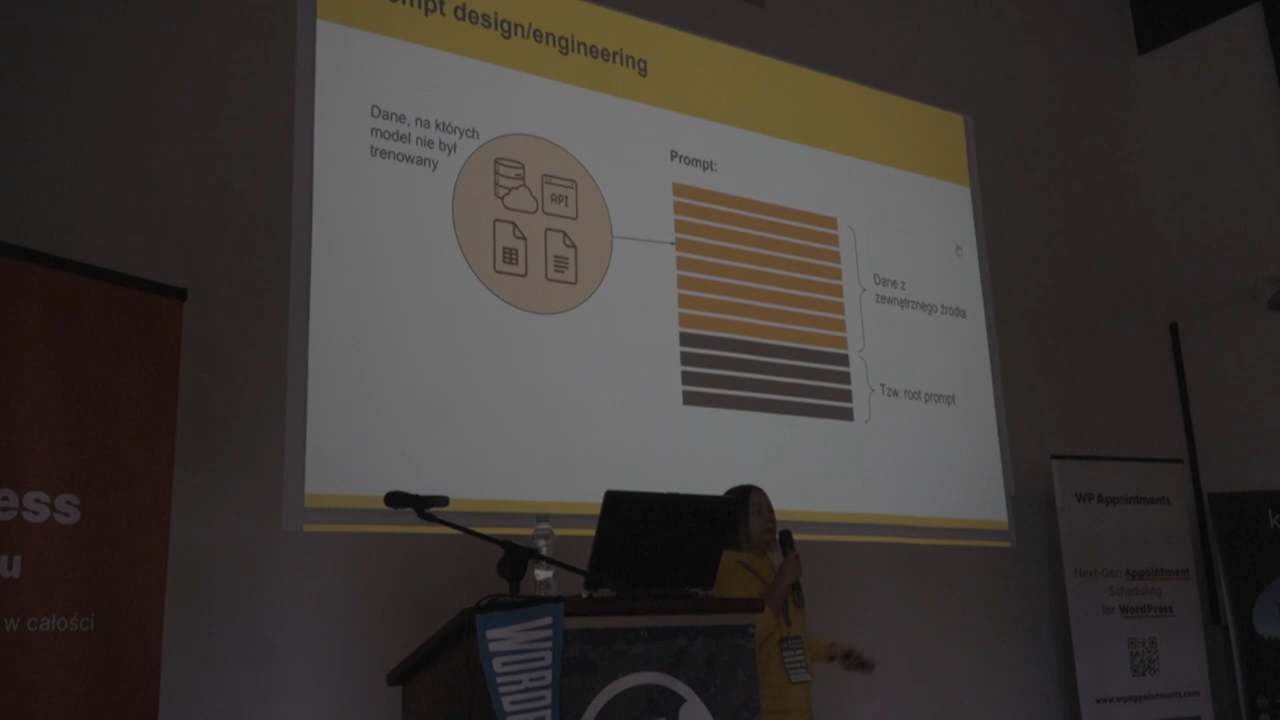 mpt design/engineering
Dane, na których
model nie był
trenowany
API
Prompt:
Dane z
zewnętrznego źródła
Tzw. root prompt
ess
u
w całości
WORDP
WP Appointments
Next-Gen Appointment
Scheduling
for WordPress
www.wpappointments.com